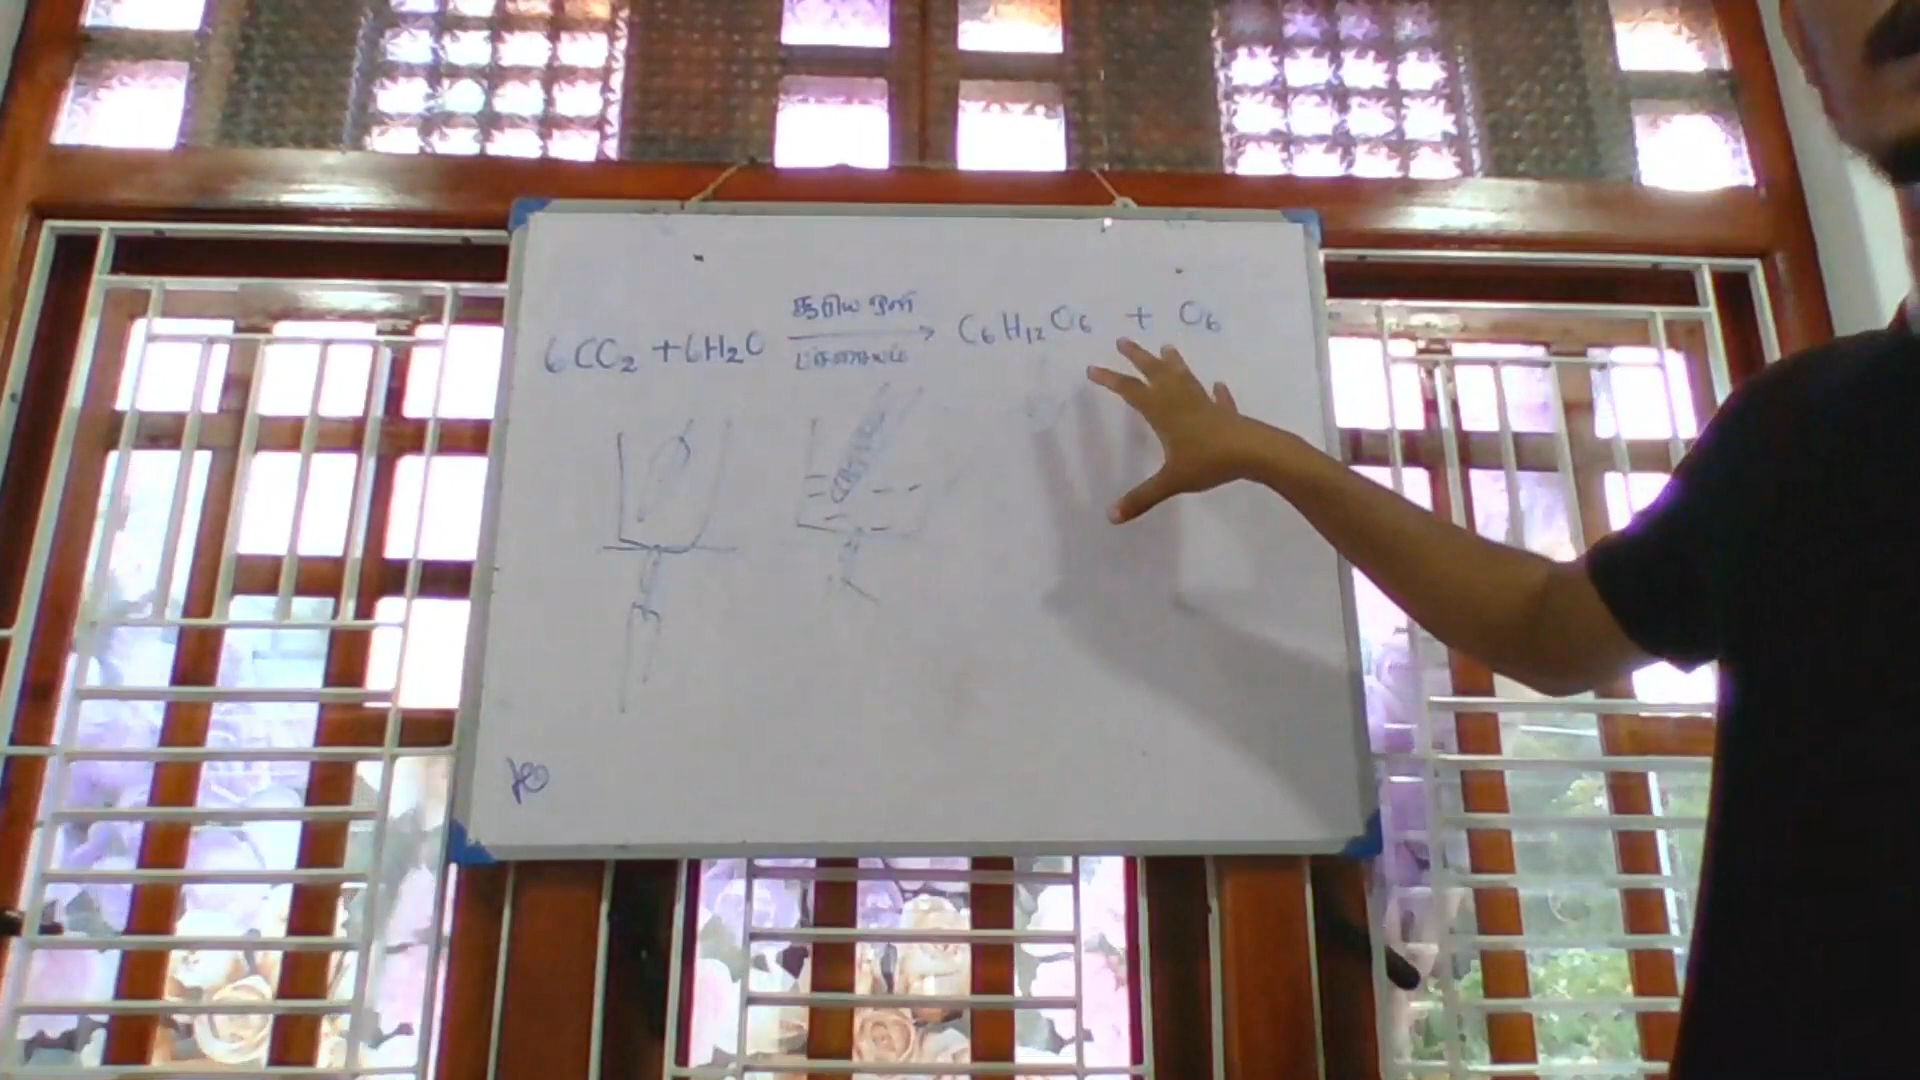 சூரிய ஒளி
6CO₂ + 6H₂O → C₆H₁₂O₆ + O₆
பச்சையம்